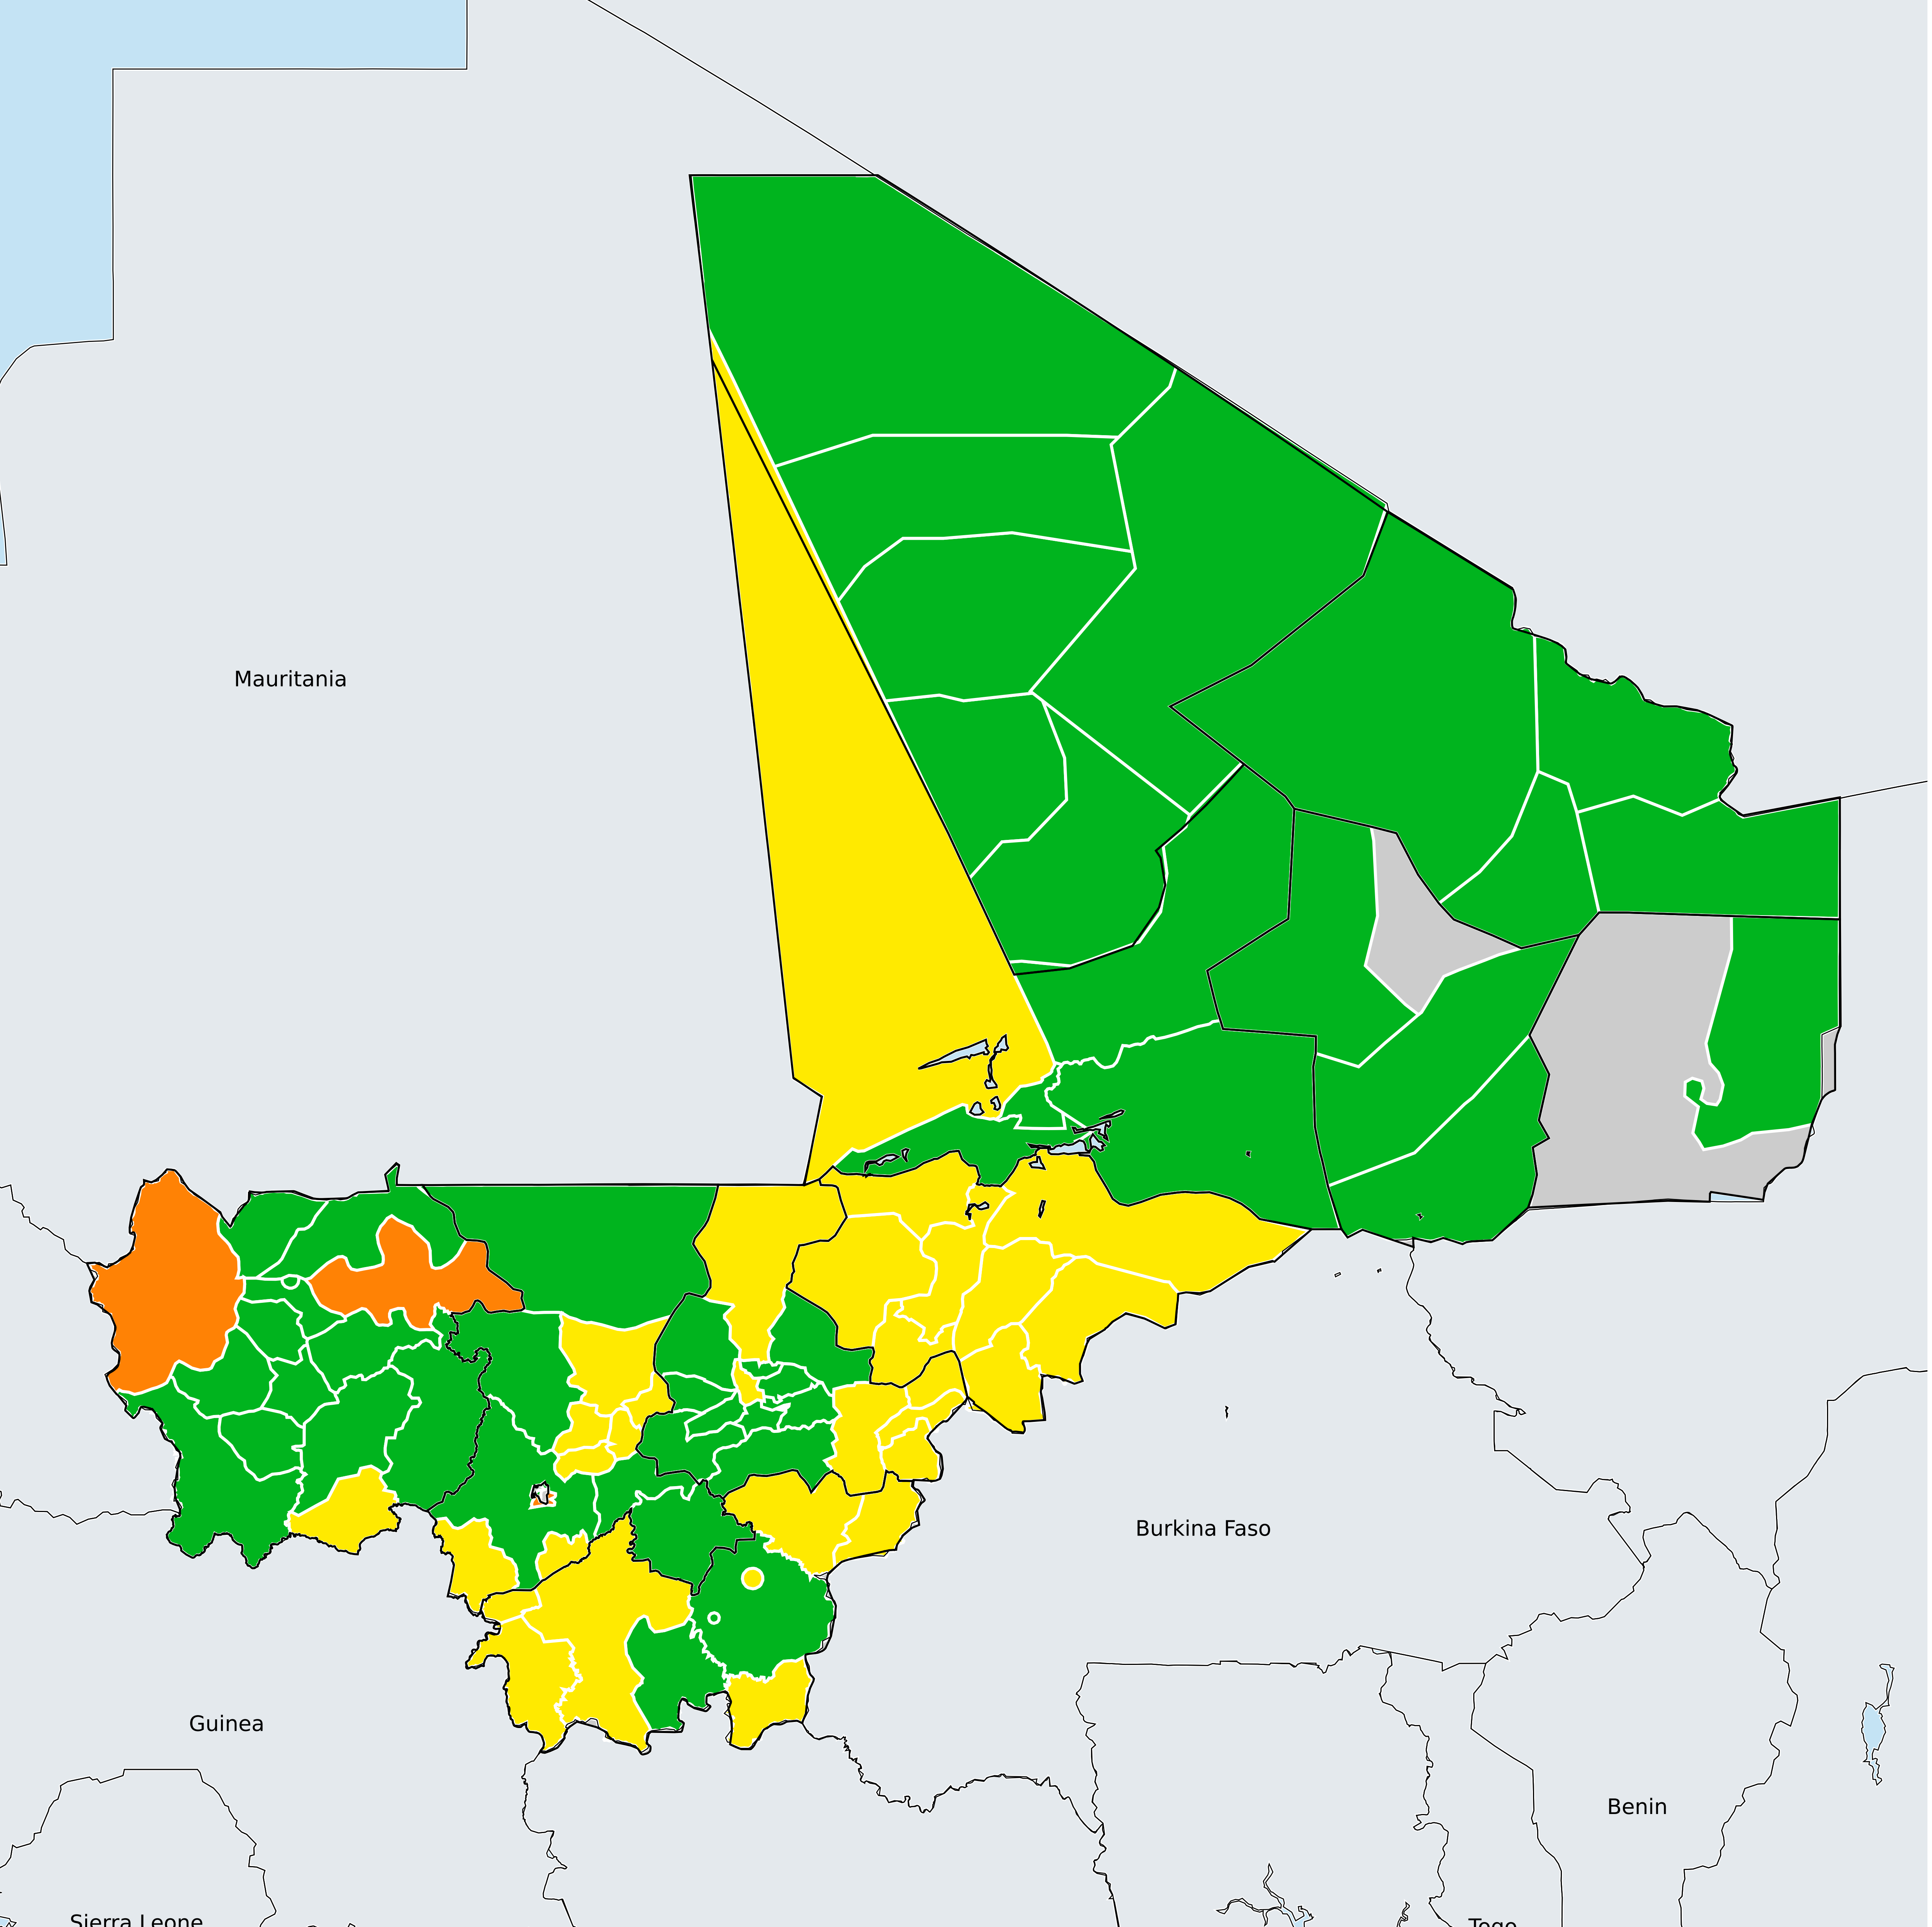 Mauritania
Burkina Faso
Guinea
Benin
Sierra Leone
Togo